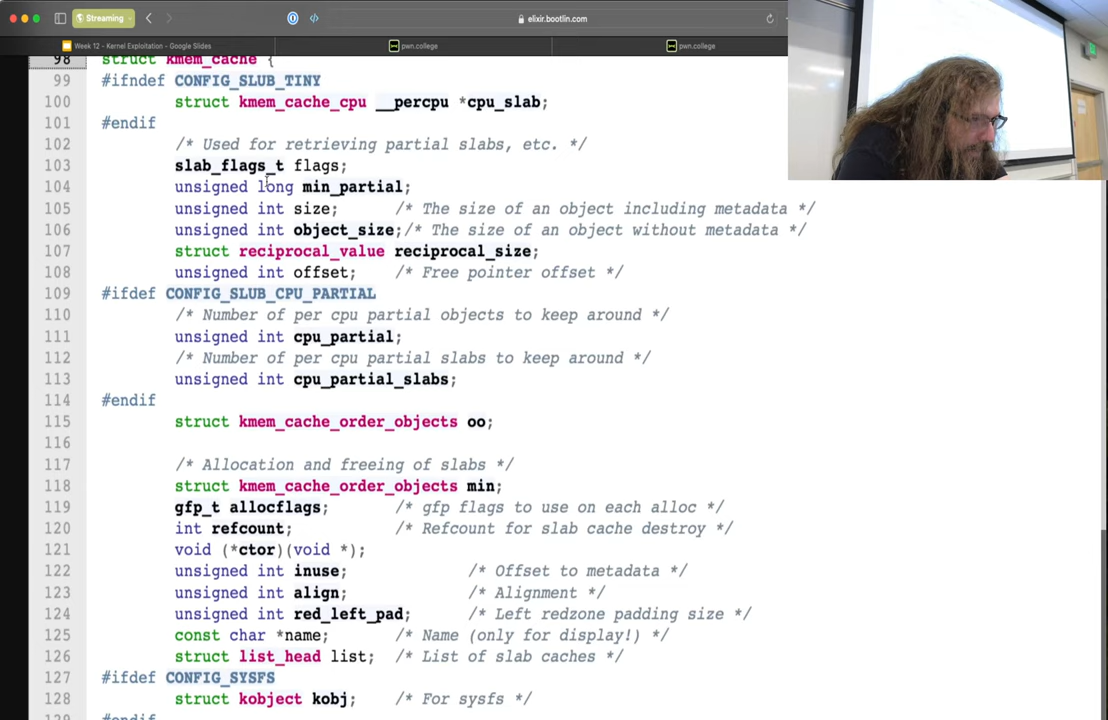 Streaming
elixir.bootlin.com
Week 12 - Kernel Exploitation - Google Slides
pwn.college
pwn.college
98 struct kmem_cache {
99 #ifndef CONFIG_SLUB_TINY
100 struct kmem_cache_cpu __percpu *cpu_slab;
101 #endif
102 /* Used for retrieving partial slabs, etc. */
103 slab_flags_t flags;
104 unsigned long min_partial;
105 unsigned int size; /* The size of an object including metadata */
106 unsigned int object_size;/* The size of an object without metadata */
107 struct reciprocal_value reciprocal_size;
108 unsigned int offset; /* Free pointer offset */
109 #ifdef CONFIG_SLUB_CPU_PARTIAL
110 /* Number of per cpu partial objects to keep around */
111 unsigned int cpu_partial;
112 /* Number of per cpu partial slabs to keep around */
113 unsigned int cpu_partial_slabs;
114 #endif
115 struct kmem_cache_order_objects oo;
116
117 /* Allocation and freeing of slabs */
118 struct kmem_cache_order_objects min;
119 gfp_t allocflags; /* gfp flags to use on each alloc */
120 int refcount; /* Refcount for slab cache destroy */
121 void (*ctor)(void *);
122 unsigned int inuse; /* Offset to metadata */
123 unsigned int align; /* Alignment */
124 unsigned int red_left_pad; /* Left redzone padding size */
125 const char *name; /* Name (only for display!) */
126 struct list_head list; /* List of slab caches */
127 #ifdef CONFIG_SYSFS
128 struct kobject kobj; /* For sysfs */
129 #endif